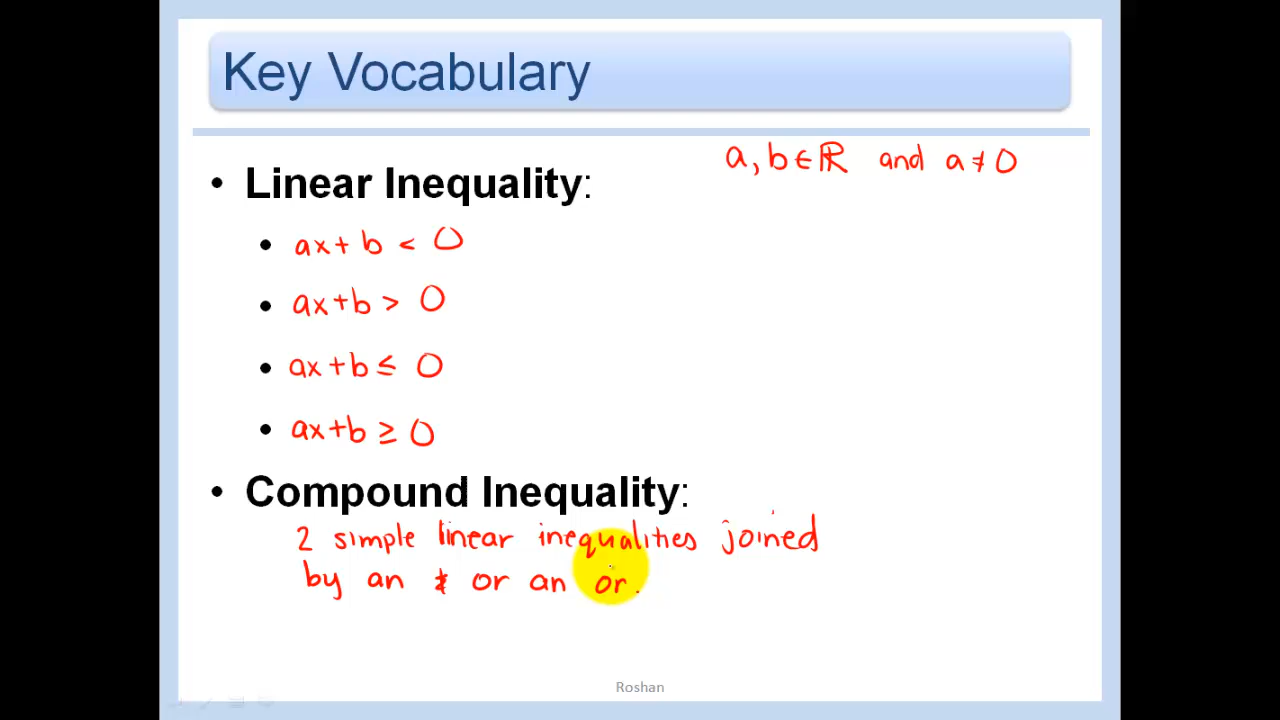 Key Vocabulary
a, b ∈ ℝ and a ≠ 0
• Linear Inequality:
• ax + b < 0
• ax + b > 0
• ax + b ≤ 0
• ax + b ≥ 0
• Compound Inequality:
2 simple linear inequalities joined
by an & or an or.
Roshan